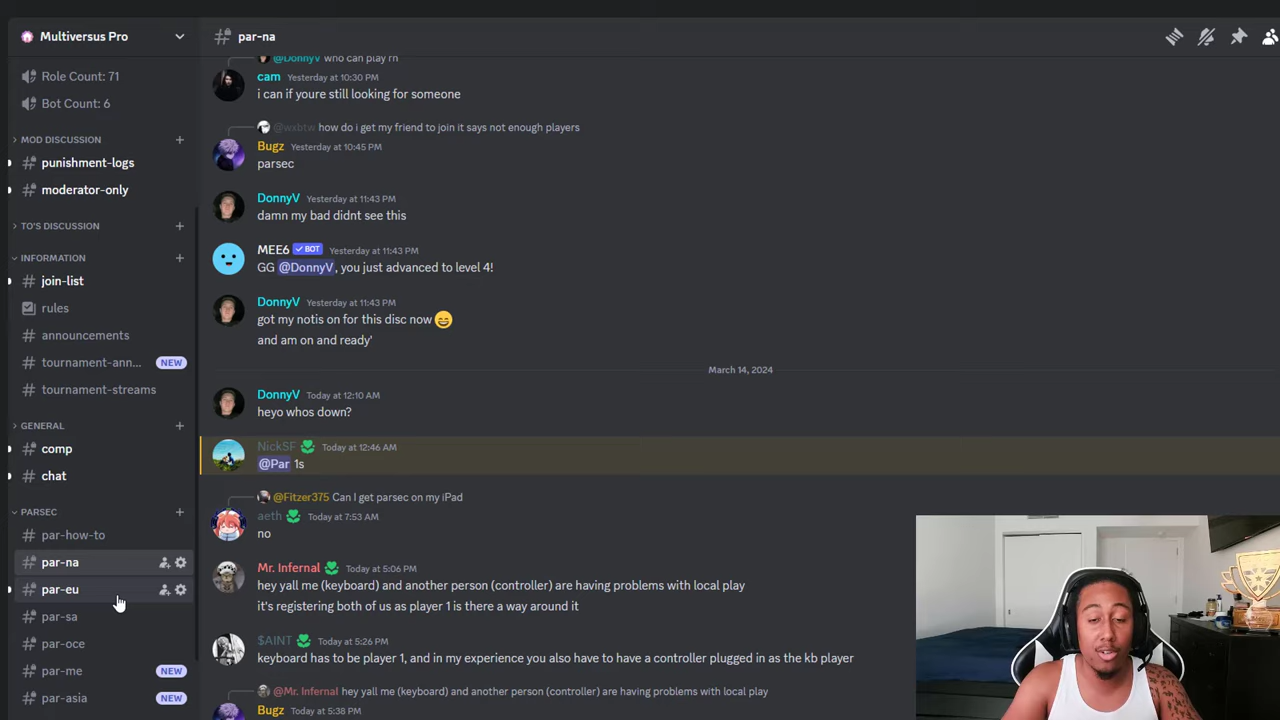 Multiversus Pro
Role Count: 71
Bot Count: 6
MOD DISCUSSION
punishment-logs
moderator-only
TO'S DISCUSSION
INFORMATION
join-list
rules
announcements
tournament-ann... NEW
tournament-streams
GENERAL
comp
chat
PARSEC
par-how-to
par-na
par-eu
par-sa
par-oce
par-me NEW
par-asia NEW
par-na
@DonnyV who can play rn
cam Yesterday at 10:30 PM
i can if youre still looking for someone
how do i get my friend to join it says not enough players
Bugz Yesterday at 10:45 PM
parsec
DonnyV Yesterday at 11:43 PM
damn my bad didnt see this
MEE6 BOT Yesterday at 11:43 PM
GG @DonnyV, you just advanced to level 4!
DonnyV Yesterday at 11:43 PM
got my notis on for this disc now
and am on and ready'
March 14, 2024
DonnyV Today at 12:10 AM
heyo whos down?
NickSF Today at 12:46 AM
@Par 1s
@Fitzer375 Can I get parsec on my iPad
aeth Today at 7:53 AM
no
Mr. Infernal Today at 5:06 PM
hey yall me (keyboard) and another person (controller) are having problems with local play
it's registering both of us as player 1 is there a way around it
$AINT Today at 5:26 PM
keyboard has to be player 1, and in my experience you also have to have a controller plugged in as the kb player
@Mr. Infernal hey yall me (keyboard) and another person (controller) are having problems with local play
Bugz Today at 5:38 PM